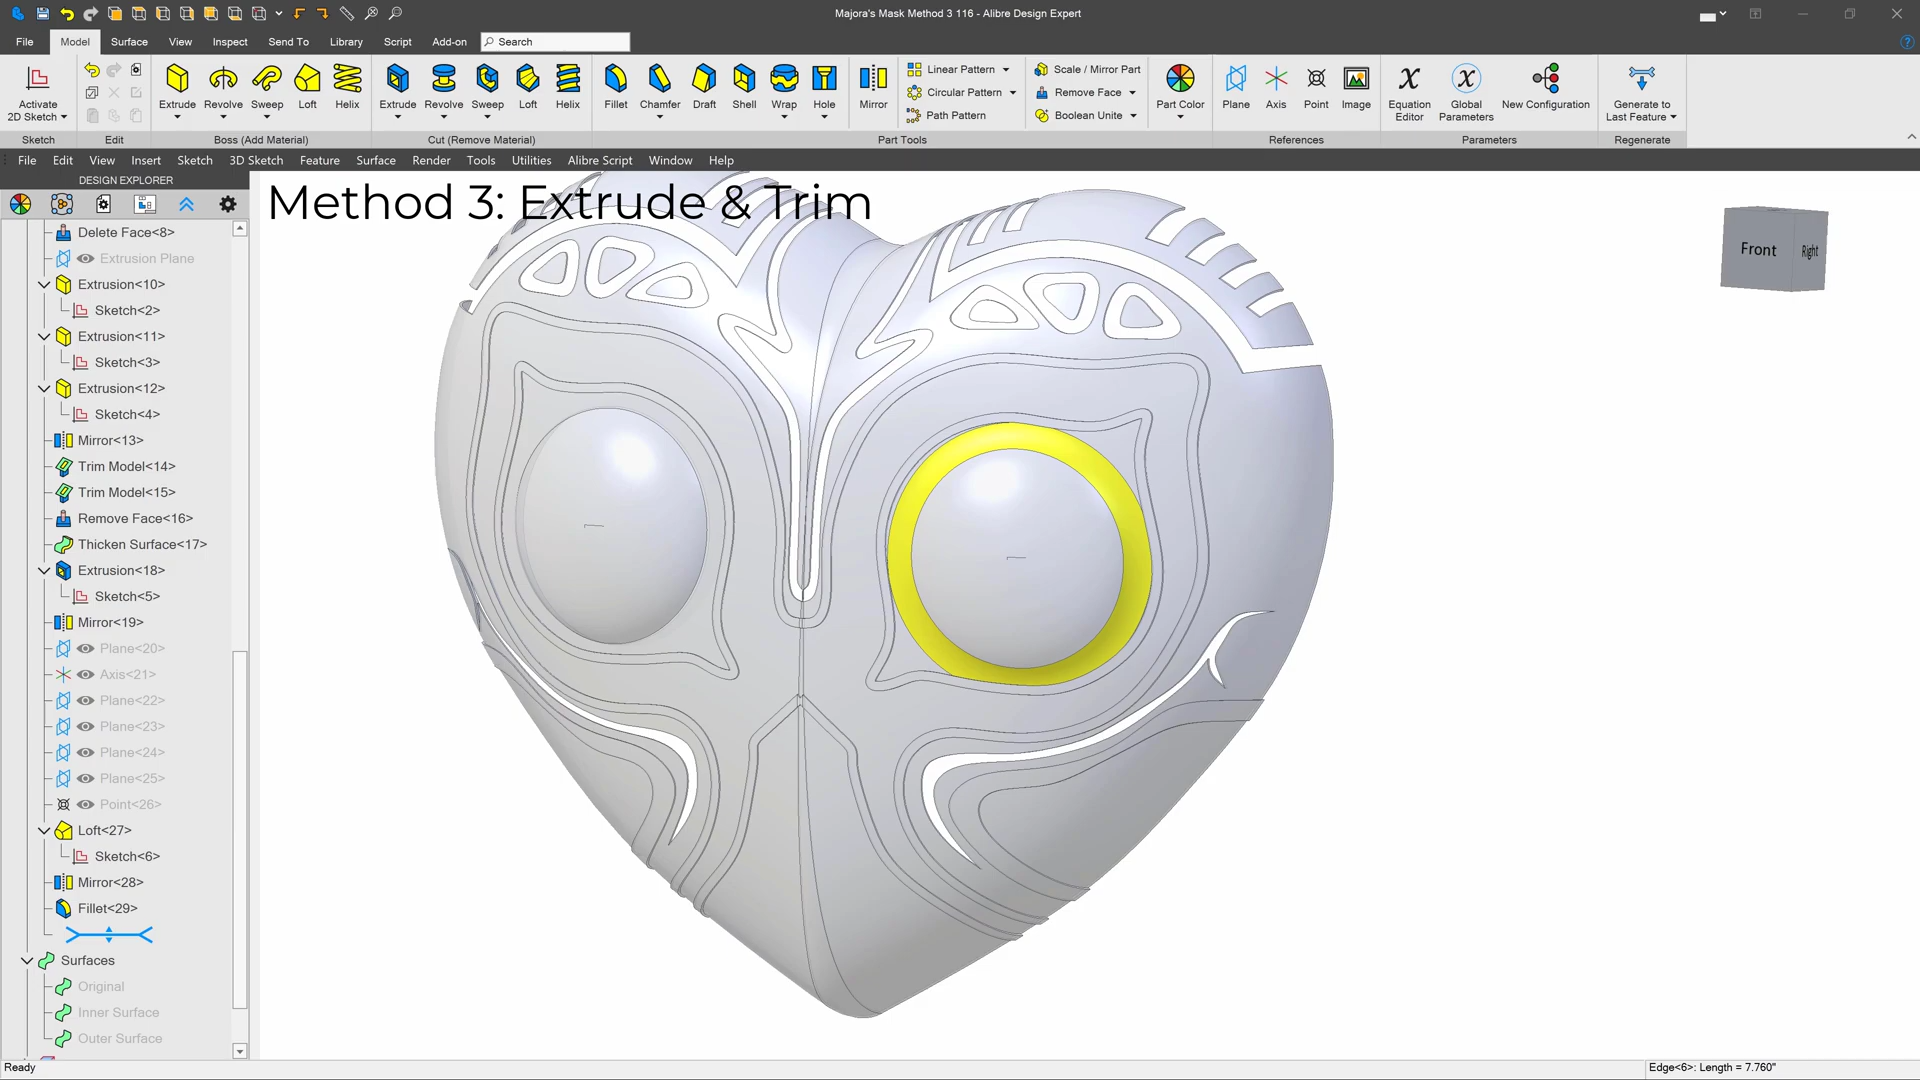 Majora's Mask Method 3 116 - Alibre Design Expert
File Model Surface View Inspect Send To Library Script Add-on Search
Activate 2D Sketch
Extrude Revolve Sweep Loft Helix
Extrude Revolve Sweep Loft Helix
Fillet Chamfer Draft Shell Wrap Hole Mirror
Linear Pattern
Circular Pattern
Path Pattern
Scale / Mirror Part
Remove Face
Boolean Unite
Part Color
Plane Axis Point Image
Equation Editor
Global Parameters
New Configuration
Generate to Last Feature
Sketch Edit Boss (Add Material) Cut (Remove Material) Part Tools References Parameters Regenerate
File Edit View Insert Sketch 3D Sketch Feature Surface Render Tools Utilities Alibre Script Window Help
DESIGN EXPLORER
Method 3: Extrude & Trim
Front Right
Delete Face<8>
Extrusion Plane
Extrusion<10>
Sketch<2>
Extrusion<11>
Sketch<3>
Extrusion<12>
Sketch<4>
Mirror<13>
Trim Model<14>
Trim Model<15>
Remove Face<16>
Thicken Surface<17>
Extrusion<18>
Sketch<5>
Mirror<19>
Plane<20>
Axis<21>
Plane<22>
Plane<23>
Plane<24>
Plane<25>
Point<26>
Loft<27>
Sketch<6>
Mirror<28>
Fillet<29>
Surfaces
Original
Inner Surface
Outer Surface
Ready
Edge<6>: Length = 7.760"